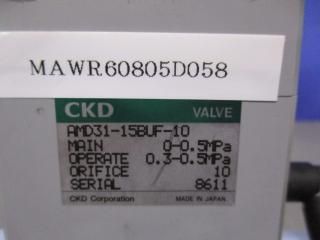 MAWR60805D058
CKD VALVE
AMD31-15BUF-10
MAIN 0-0.5MPa
OPERATE 0.3-0.5MPa
ORIFICE 10
SERIAL 8611
CKD Corporation MADE IN JAPAN